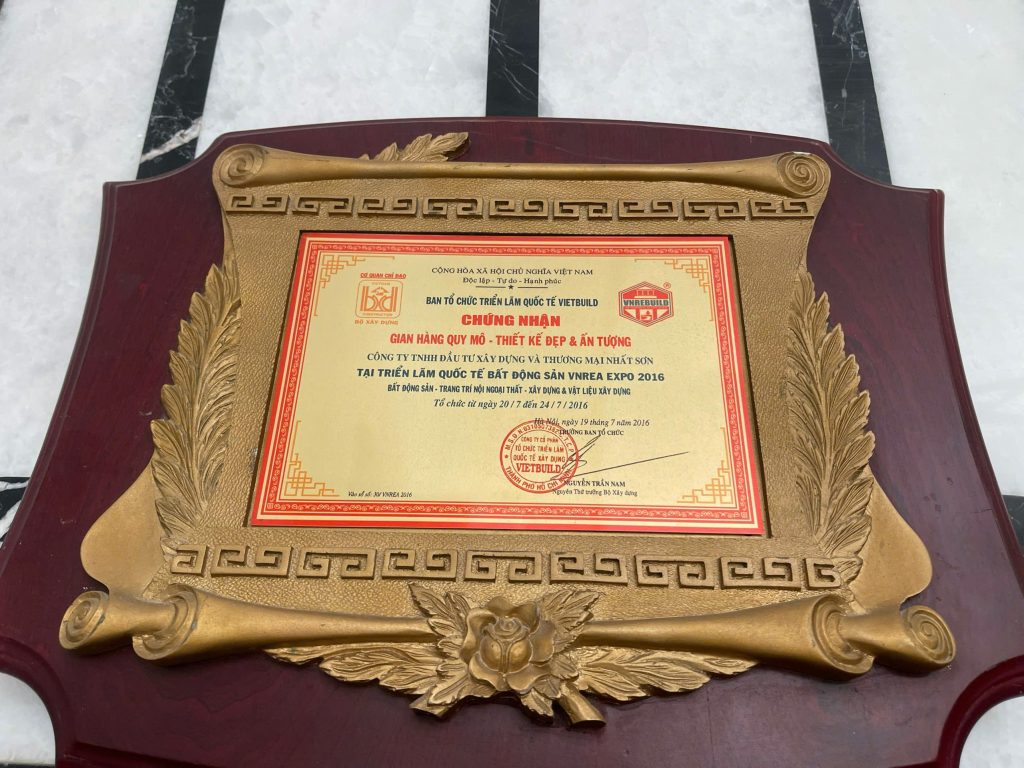 CỘNG HÒA XÃ HỘI CHỦ NGHĨA VIỆT NAM
Độc lập - Tự do - Hạnh phúc
CƠ QUAN CHỈ ĐẠO
BỘ XÂY DỰNG
VNREBUILD
®
BAN TỔ CHỨC TRIỂN LÃM QUỐC TẾ VIETBUILD
CHỨNG NHẬN
GIAN HÀNG QUY MÔ - THIẾT KẾ ĐẸP & ẤN TƯỢNG
CÔNG TY TNHH ĐẦU TƯ XÂY DỰNG VÀ THƯƠNG MẠI NHẤT SƠN
TẠI TRIỂN LÃM QUỐC TẾ BẤT ĐỘNG SẢN VNREA EXPO 2016
BẤT ĐỘNG SẢN - TRANG TRÍ NỘI NGOẠI THẤT - XÂY DỰNG & VẬT LIỆU XÂY DỰNG
Tổ chức từ ngày 20 / 7 đến 24 / 7 / 2016
Hà Nội, ngày 19 tháng 7 năm 2016
TRƯỞNG BAN TỔ CHỨC
CÔNG TY CỔ PHẦN
TỔ CHỨC TRIỂN LÃM
QUỐC TẾ XÂY DỰNG
VIETBUILD
THÀNH PHỐ HỒ CHÍ
NGUYỄN TRẦN NAM
Nguyên Thứ trưởng Bộ Xây dựng
Vào sổ số: 30/ VNREA 2016